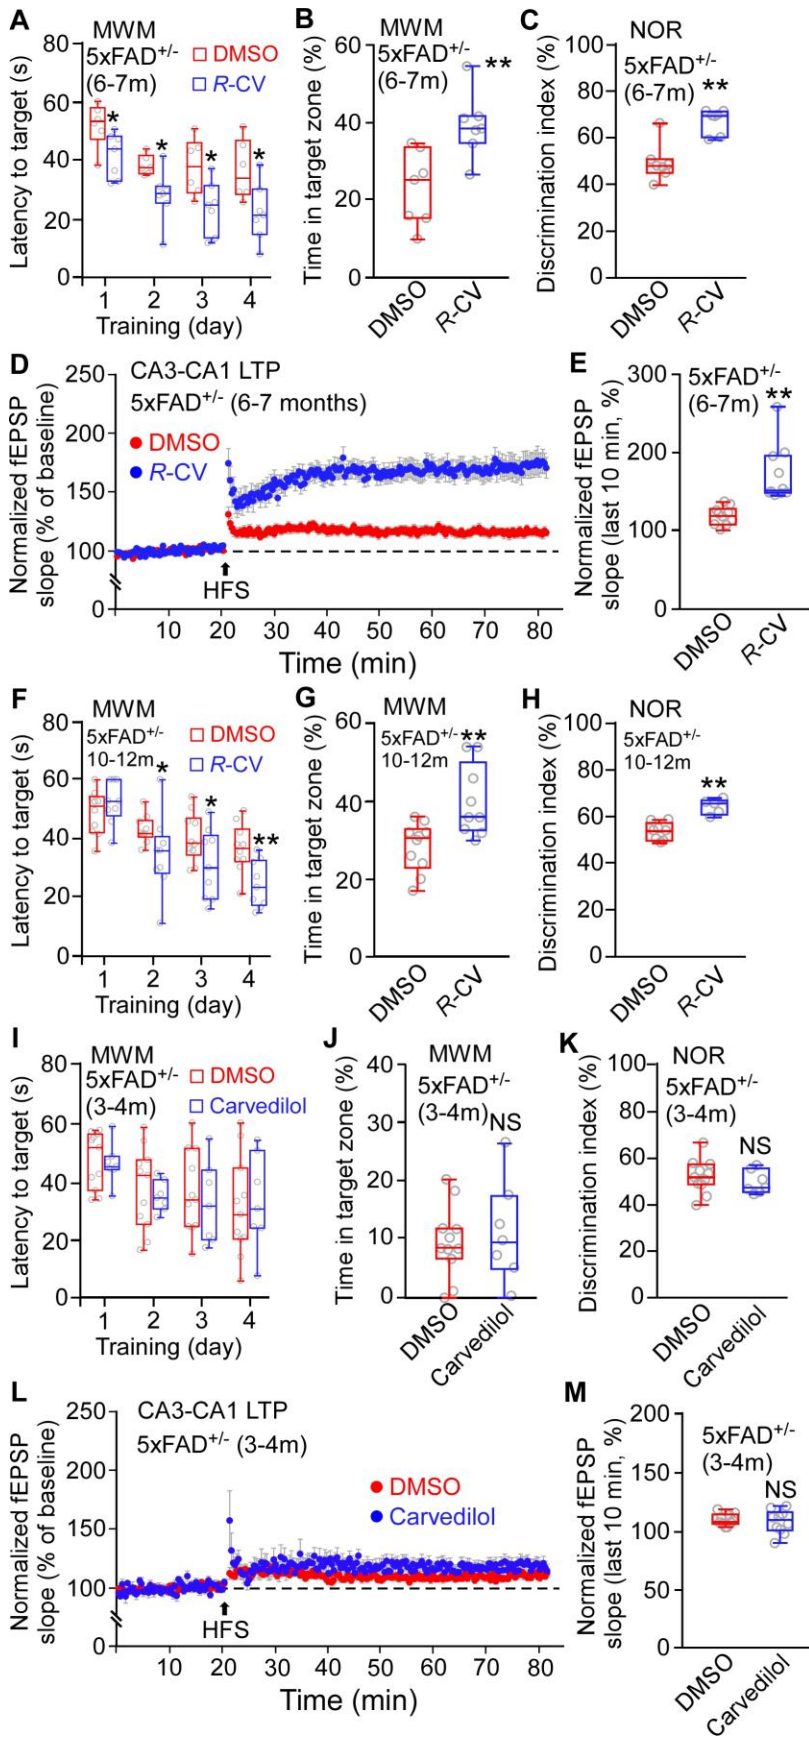 A
MWM
5xFAD+/-
(6-7m)
DMSO
R-CV
Latency to target (s)
80
60
40
20
0
1 2 3 4
Training (day)
*
*
*
*
B
MWM
5xFAD+/-
(6-7m)
**
Time in target zone (%)
60
40
20
0
DMSO
R-CV
C
NOR
5xFAD+/-
(6-7m)
**
Discrimination index (%)
100
80
60
40
20
0
DMSO
R-CV
D
CA3-CA1 LTP
5xFAD+/- (6-7 months)
DMSO
R-CV
Normalized fEPSP
slope (% of baseline)
250
200
150
100
0
HFS
10 20 30 40 50 60 70 80
Time (min)
E
5xFAD+/-
(6-7m)
**
Normalized fEPSP
slope (last 10 min, %)
300
200
100
0
DMSO
R-CV
F
MWM
5xFAD+/-
10-12m
DMSO
R-CV
*
*
**
Latency to target (s)
80
60
40
20
0
1 2 3 4
Training (day)
G
MWM
5xFAD+/-
10-12m
**
Time in target zone (%)
60
40
20
0
DMSO
R-CV
H
NOR
5xFAD+/-
10-12m
**
Discrimination index (%)
100
80
60
40
20
0
DMSO
R-CV
I
MWM
5xFAD+/-
(3-4m)
DMSO
Carvedilol
Latency to target (s)
80
60
40
20
0
1 2 3 4
Training (day)
J
MWM
5xFAD+/-
(3-4m)
NS
Time in target zone (%)
40
30
20
10
0
DMSO
Carvedilol
K
NOR
5xFAD+/-
(3-4m)
NS
Discrimination index (%)
100
80
60
40
20
0
DMSO
Carvedilol
L
CA3-CA1 LTP
5xFAD+/- (3-4m)
DMSO
Carvedilol
Normalized fEPSP
slope (% of baseline)
250
200
150
100
0
HFS
10 20 30 40 50 60 70 80
Time (min)
M
5xFAD+/-
(3-4m)
NS
Normalized fEPSP
slope (last 10 min, %)
200
150
100
50
0
DMSO
Carvedilol